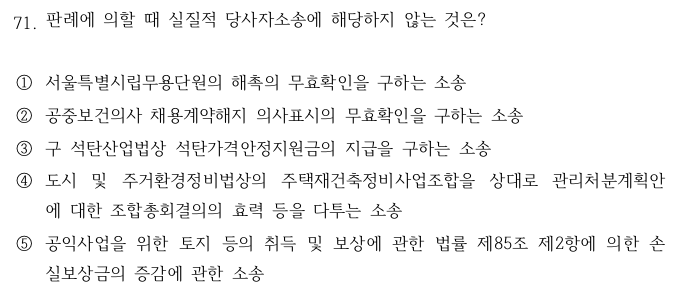 71. 판례에 의할 때 실질적 당사자소송에 해당하지 않는 것은?
① 서울특별시립무용단원의 해촉의 무효확인을 구하는 소송
② 공중보건의사 채용계약해지 의사표시의 무효확인을 구하는 소송
③ 구 석탄산업법상 석탄가격안정지원금의 지급을 구하는 소송
④ 도시 및 주거환경정비법상의 주택재건축정비사업조합을 상대로 관리처분계획안
에 대한 조합총회결의의 효력 등을 다투는 소송
⑤ 공익사업을 위한 토지 등의 취득 및 보상에 관한 법률 제85조 제2항에 의한 손
실보상금의 증감에 관한 소송